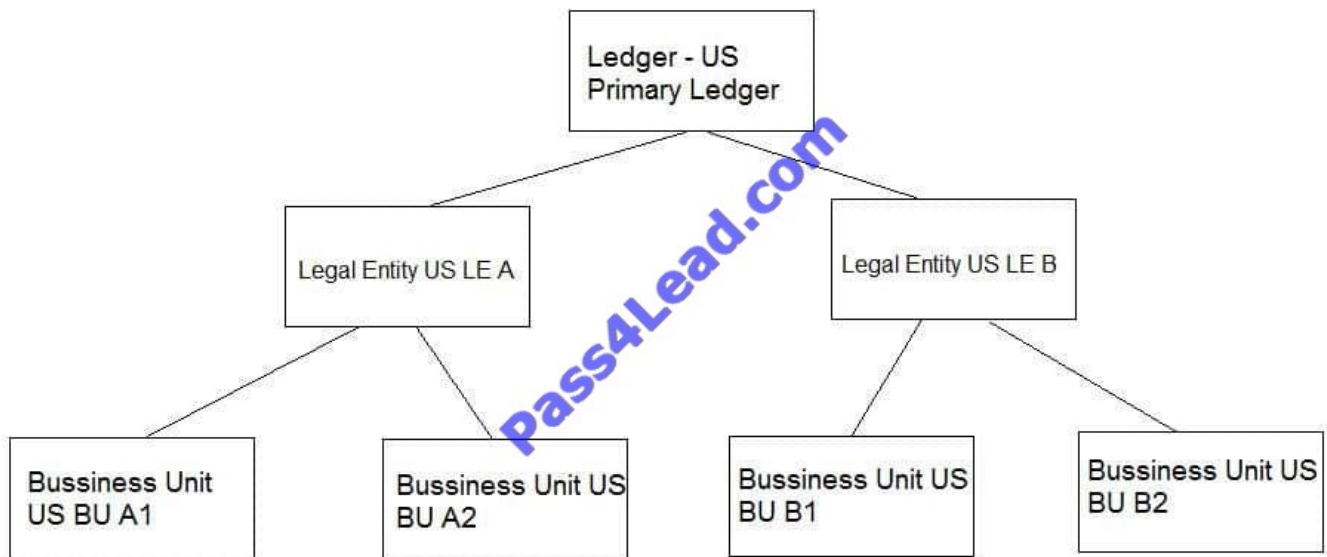 Ledger - US
Primary Ledger
Legal Entity US LE A
Legal Entity US LE B
Bussiness Unit
US BU A1
Bussiness Unit US
BU A2
Bussiness Unit US
BU B1
Bussiness Unit US
BU B2
Pass4Lead.com